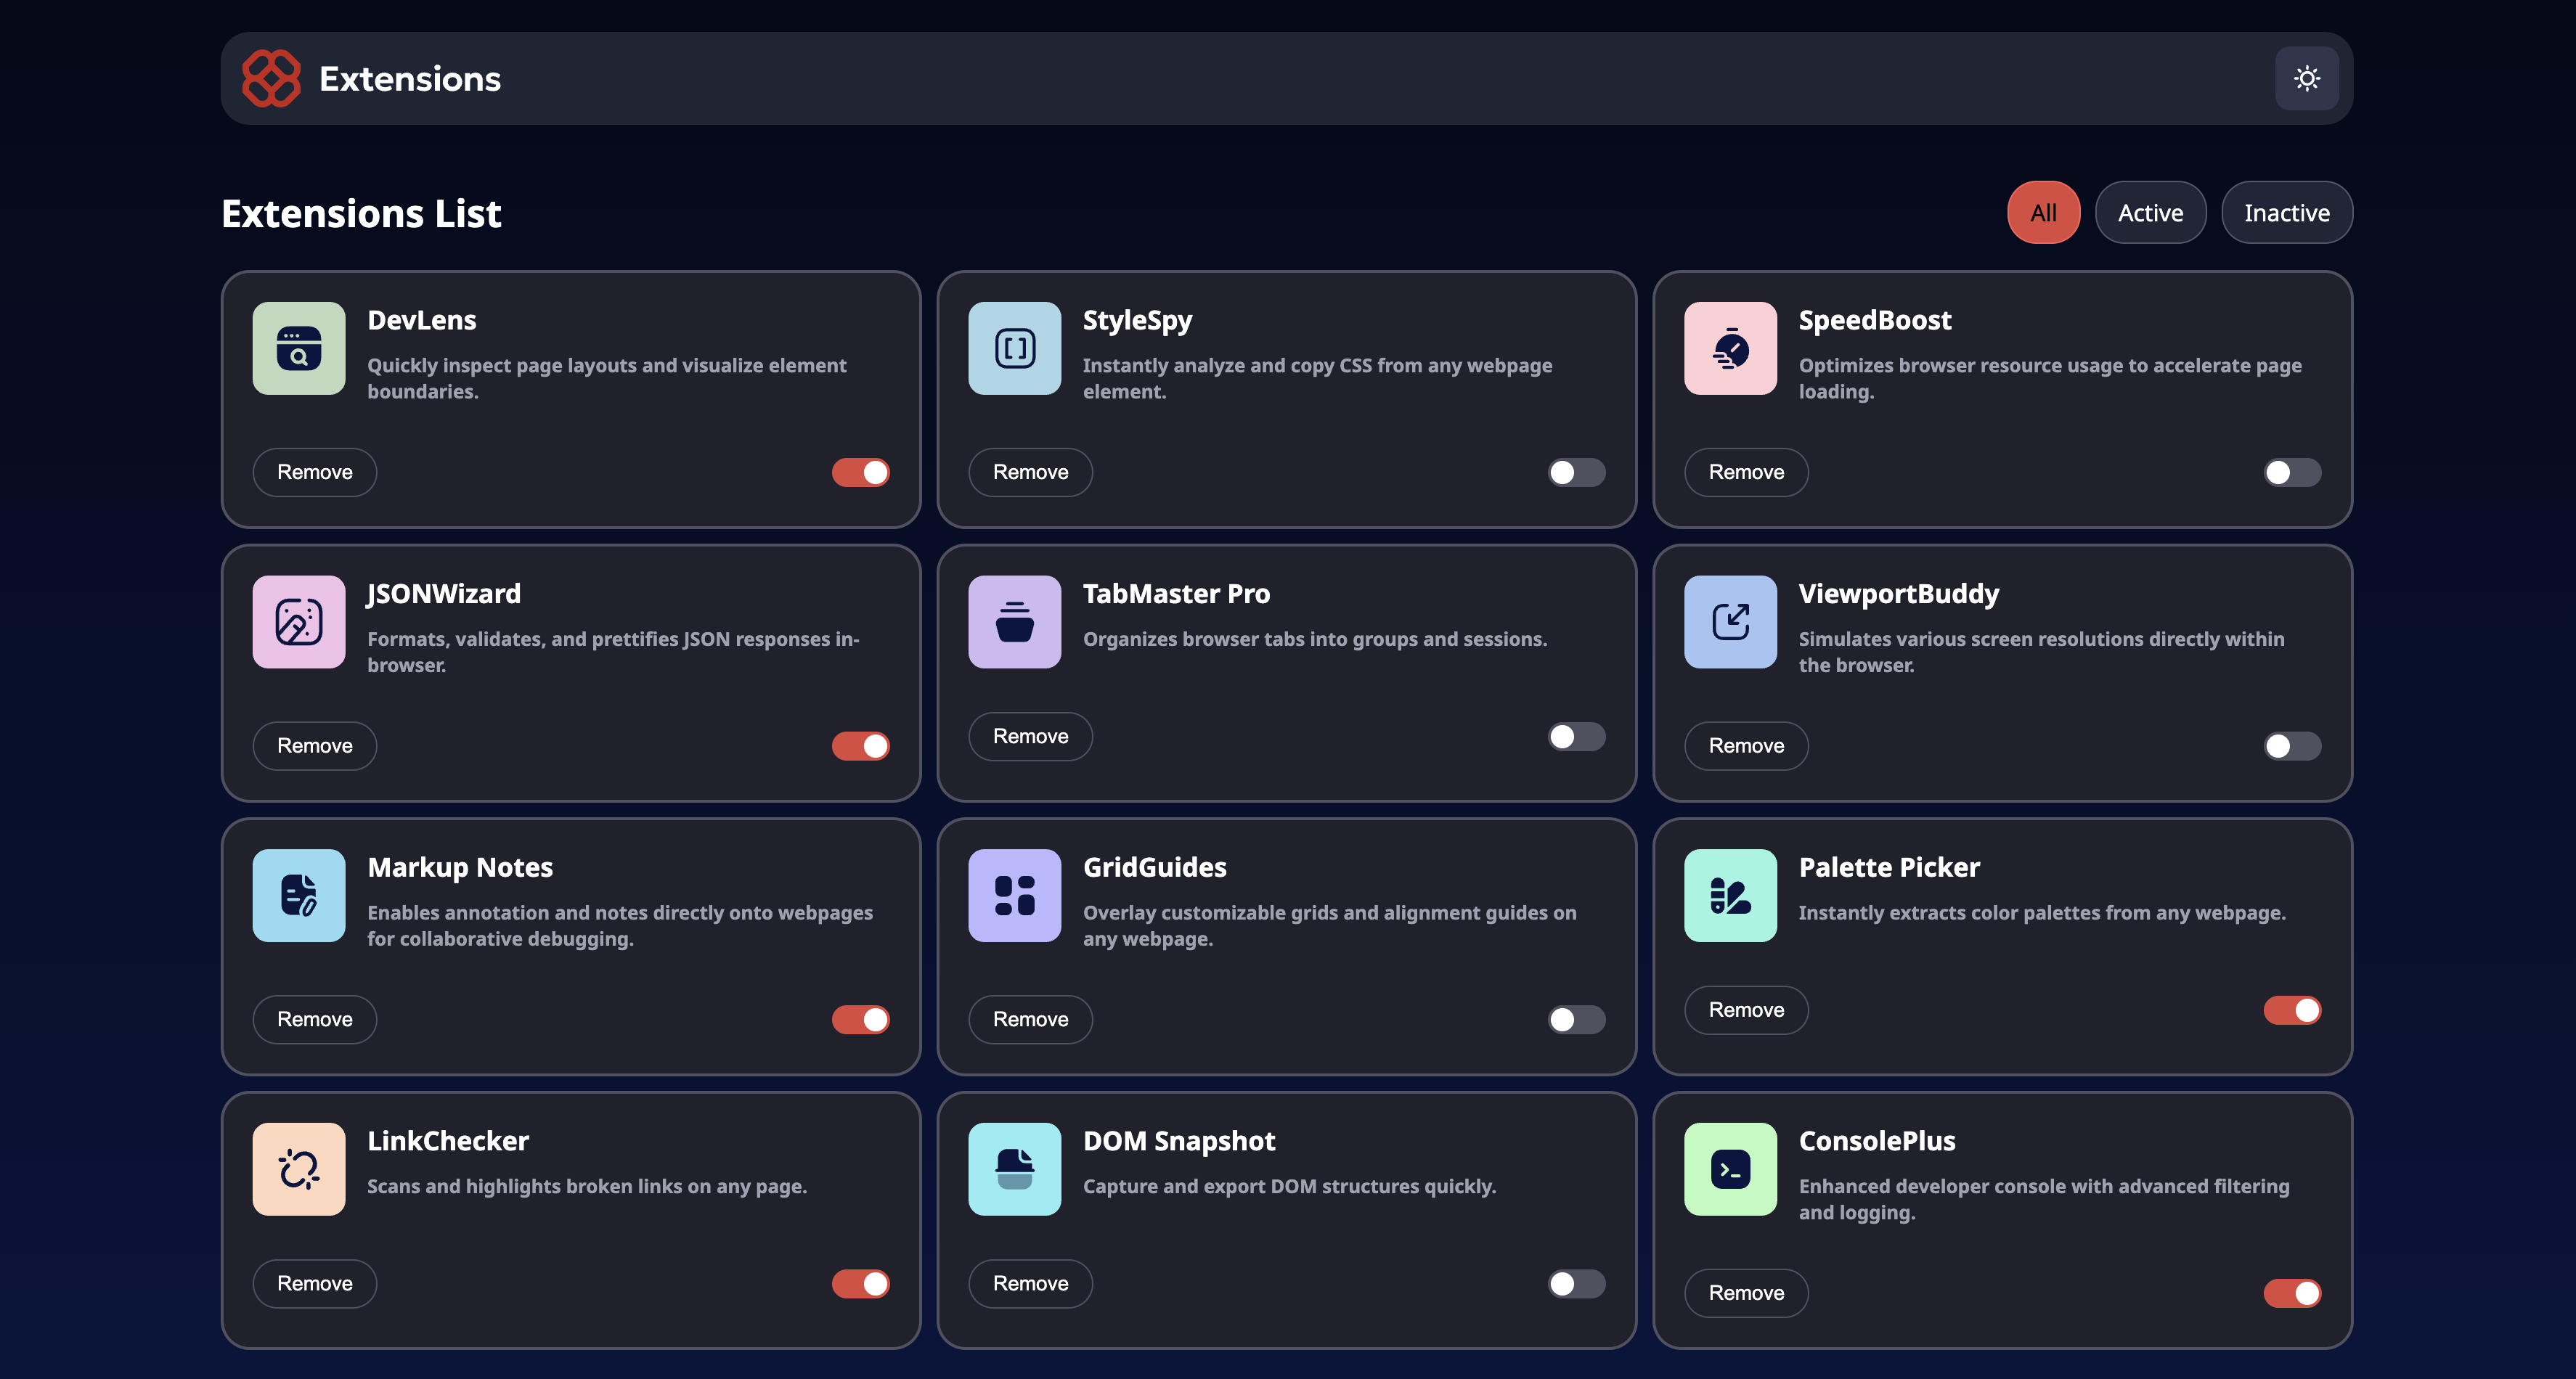 Extensions
Extensions List
All
Active
Inactive
DevLens
Quickly inspect page layouts and visualize element
boundaries.
Remove
StyleSpy
Instantly analyze and copy CSS from any webpage
element.
Remove
SpeedBoost
Optimizes browser resource usage to accelerate page
loading.
Remove
JSONWizard
Formats, validates, and prettifies JSON responses in-
browser.
Remove
TabMaster Pro
Organizes browser tabs into groups and sessions.
Remove
ViewportBuddy
Simulates various screen resolutions directly within
the browser.
Remove
Markup Notes
Enables annotation and notes directly onto webpages
for collaborative debugging.
Remove
GridGuides
Overlay customizable grids and alignment guides on
any webpage.
Remove
Palette Picker
Instantly extracts color palettes from any webpage.
Remove
LinkChecker
Scans and highlights broken links on any page.
Remove
DOM Snapshot
Capture and export DOM structures quickly.
Remove
ConsolePlus
Enhanced developer console with advanced filtering
and logging.
Remove